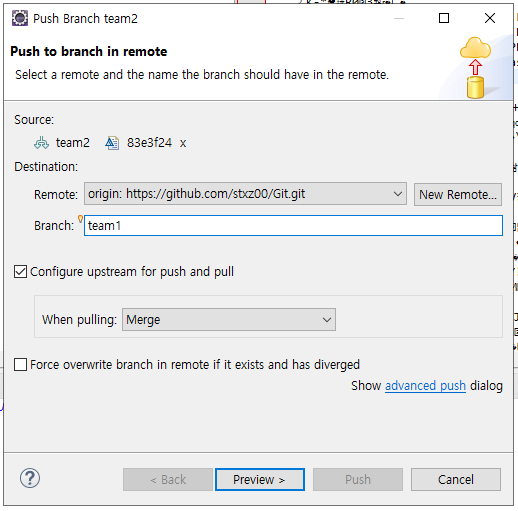 Push Branch team2
Push to branch in remote
Select a remote and the name the branch should have in the remote.
Source:
team2 83e3f24 x
Destination:
Remote: origin: https://github.com/stxz00/Git.git New Remote...
Branch: team1
Configure upstream for push and pull
When pulling: Merge
Force overwrite branch in remote if it exists and has diverged
Show advanced push dialog
< Back Preview > Push Cancel